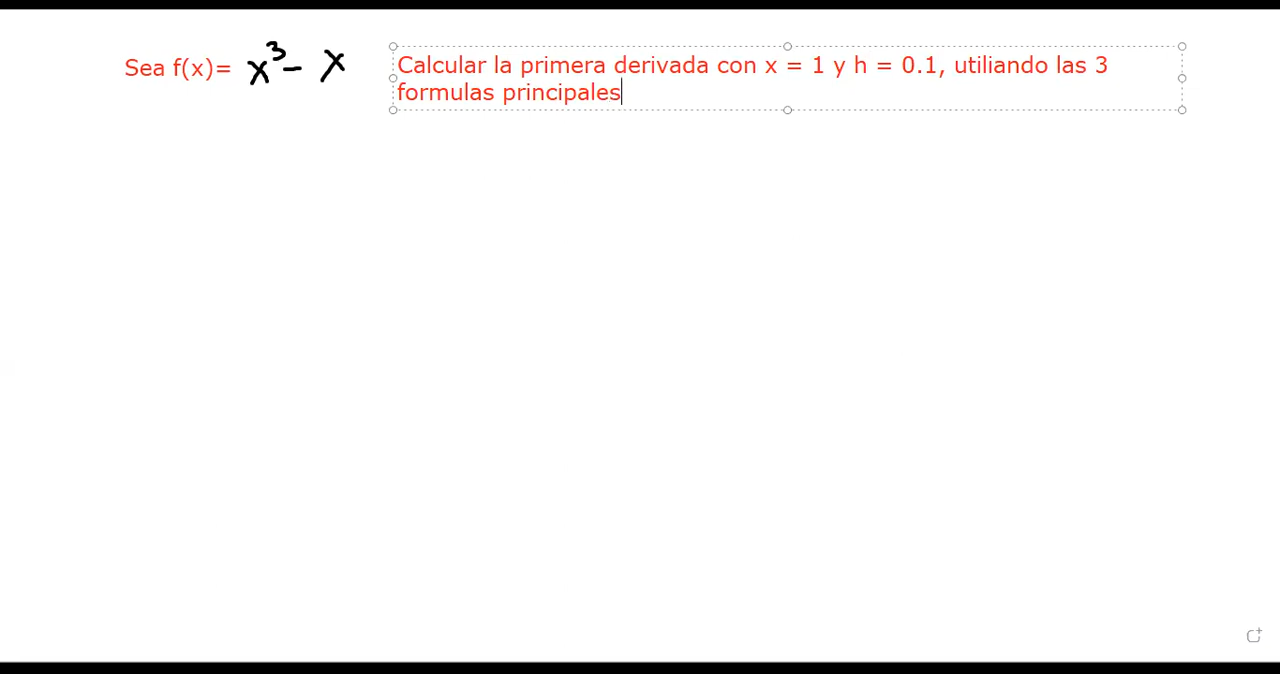 Sea f(x)= x³ - x
Calcular la primera derivada con x = 1 y h = 0.1, utiliando las 3
formulas principales